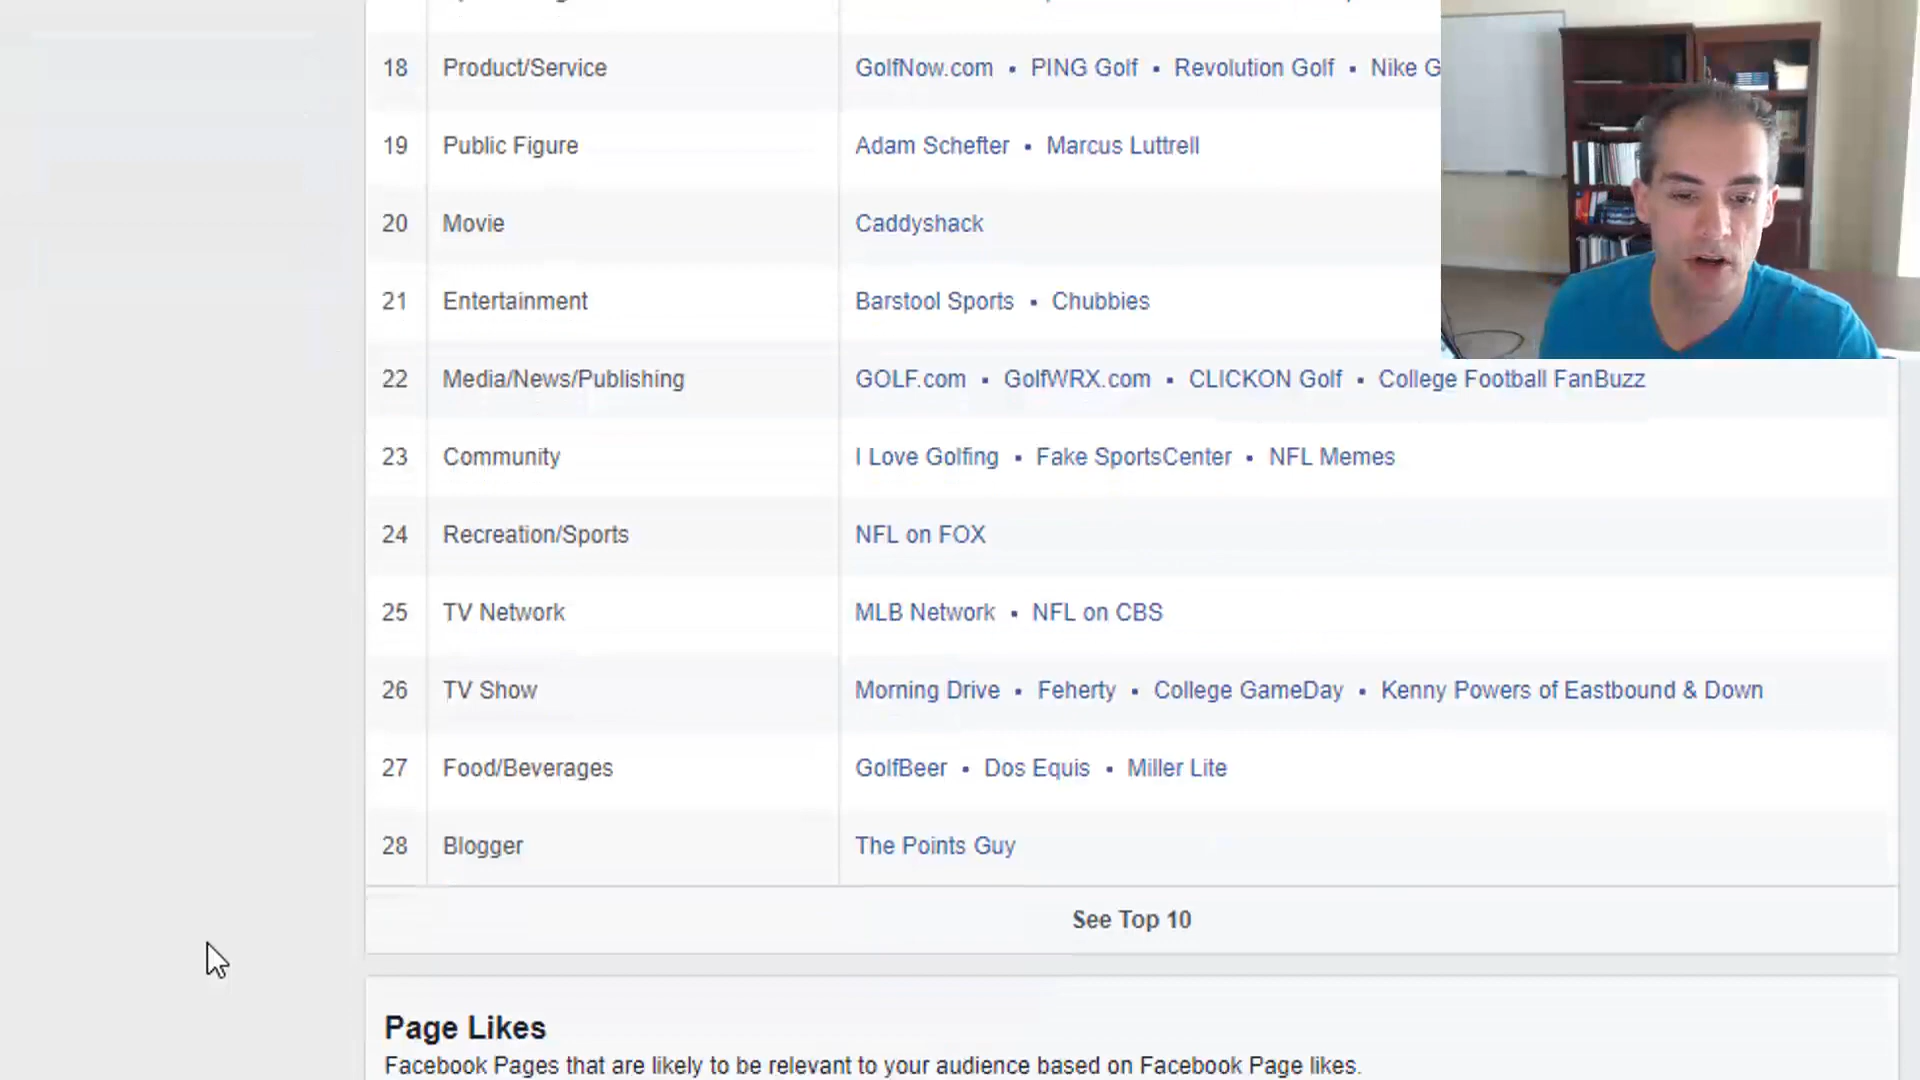 18 Product/Service GolfNow.com ▪ PING Golf ▪ Revolution Golf ▪ Nike G
19 Public Figure Adam Schefter ▪ Marcus Luttrell
20 Movie Caddyshack
21 Entertainment Barstool Sports ▪ Chubbies
22 Media/News/Publishing GOLF.com ▪ GolfWRX.com ▪ CLICKON Golf ▪ College Football FanBuzz
23 Community I Love Golfing ▪ Fake SportsCenter ▪ NFL Memes
24 Recreation/Sports NFL on FOX
25 TV Network MLB Network ▪ NFL on CBS
26 TV Show Morning Drive ▪ Feherty ▪ College GameDay ▪ Kenny Powers of Eastbound & Down
27 Food/Beverages GolfBeer ▪ Dos Equis ▪ Miller Lite
28 Blogger The Points Guy
See Top 10
Page Likes
Facebook Pages that are likely to be relevant to your audience based on Facebook Page likes.